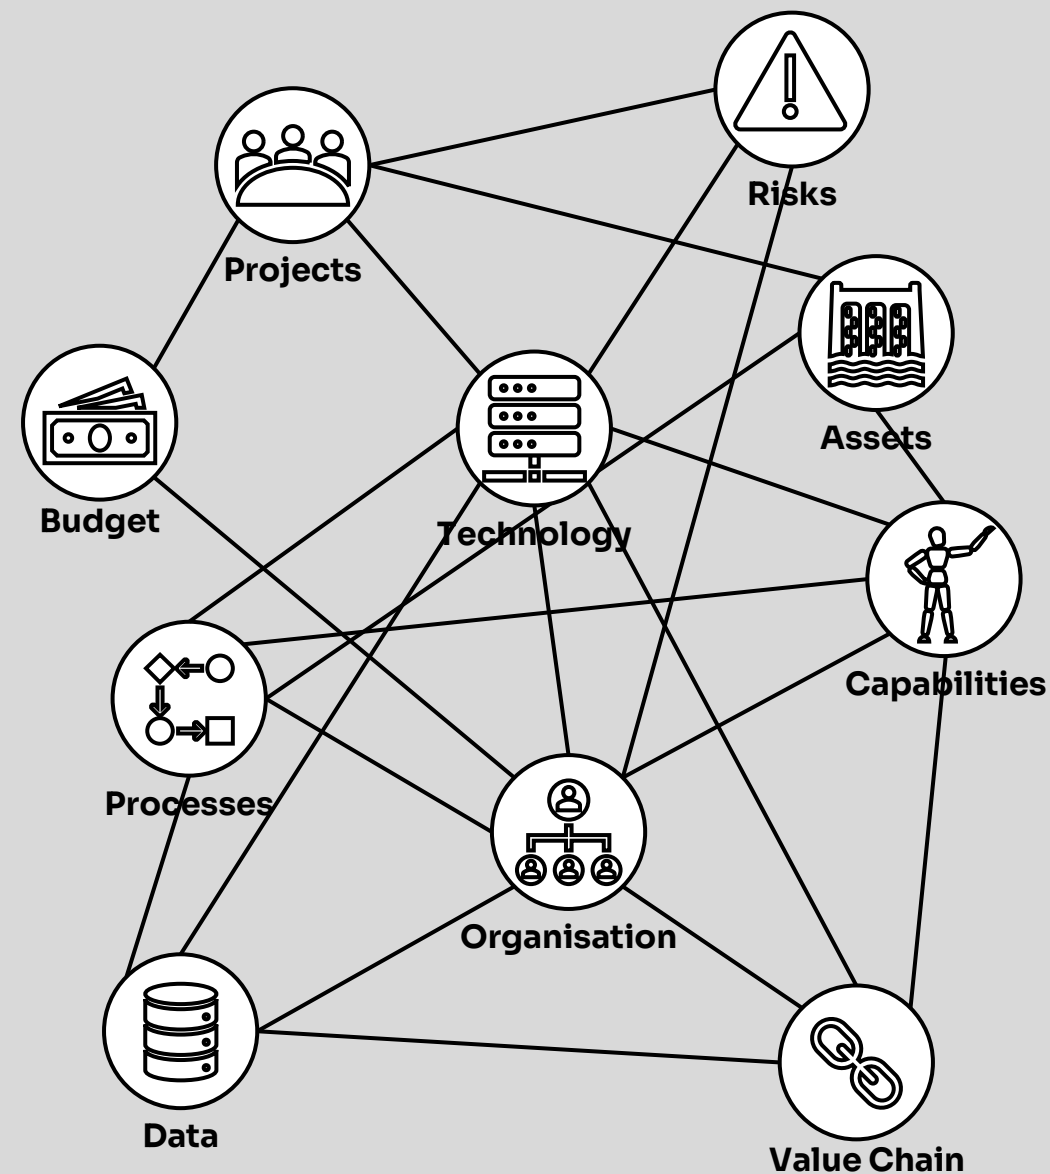 Risks
Projects
Assets
Budget
Technology
Capabilities
Processes
Organisation
Data
Value Chain